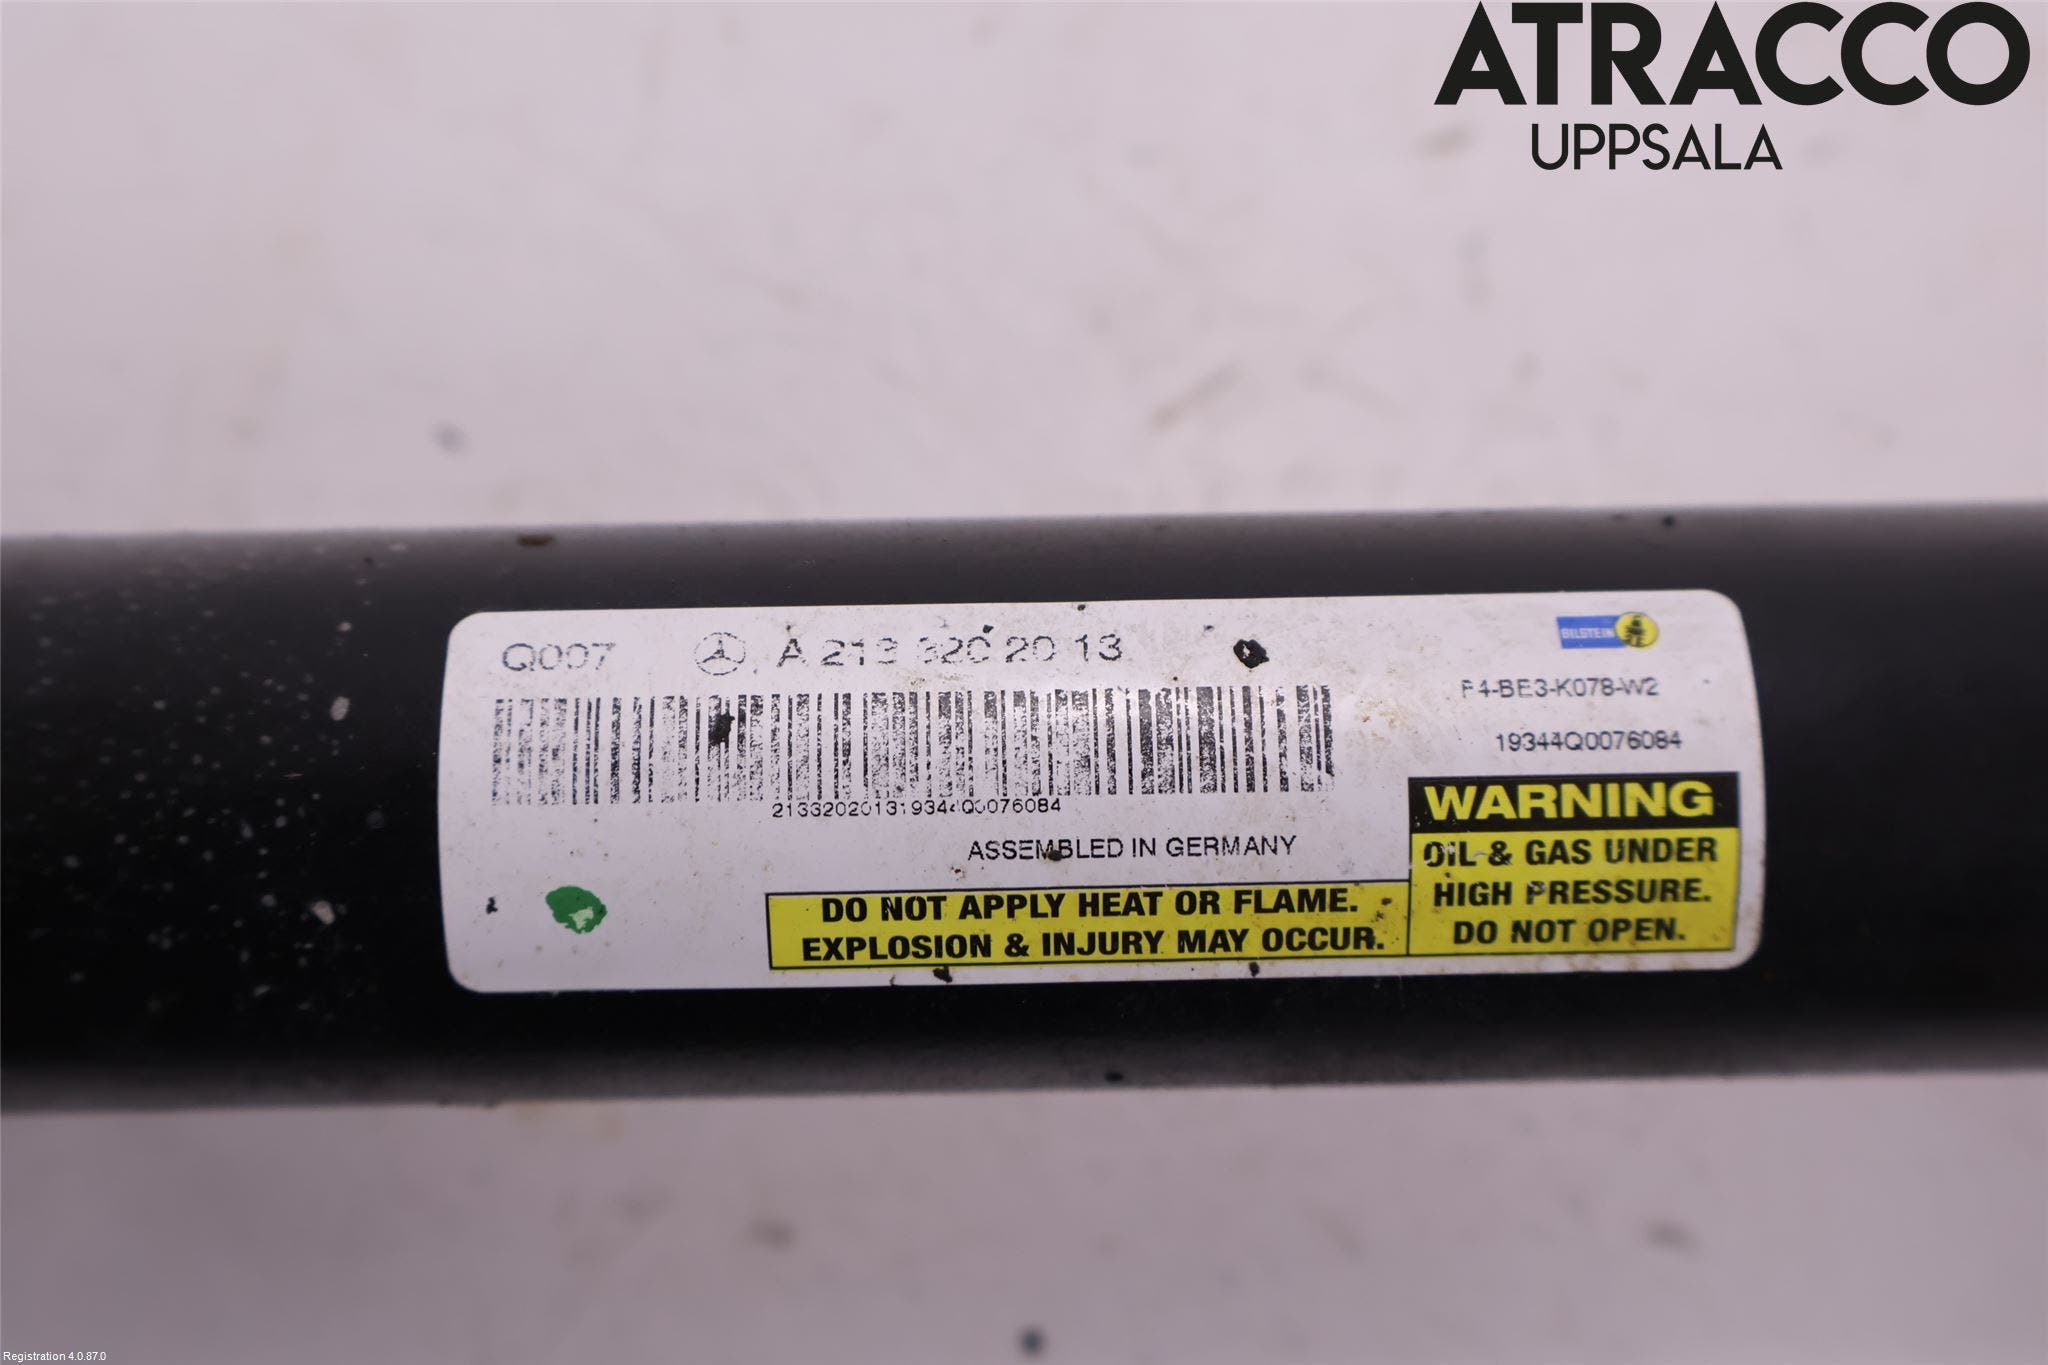 ATRACCO
UPPSALA
Q007 A 213 320 20 13
BILSTEIN
F4-BE3-K078-W2
19344Q0076084
213320201319344Q0076084
ASSEMBLED IN GERMANY
WARNING
OIL & GAS UNDER
HIGH PRESSURE.
DO NOT OPEN.
DO NOT APPLY HEAT OR FLAME.
EXPLOSION & INJURY MAY OCCUR.
Registration 4.0.87.0